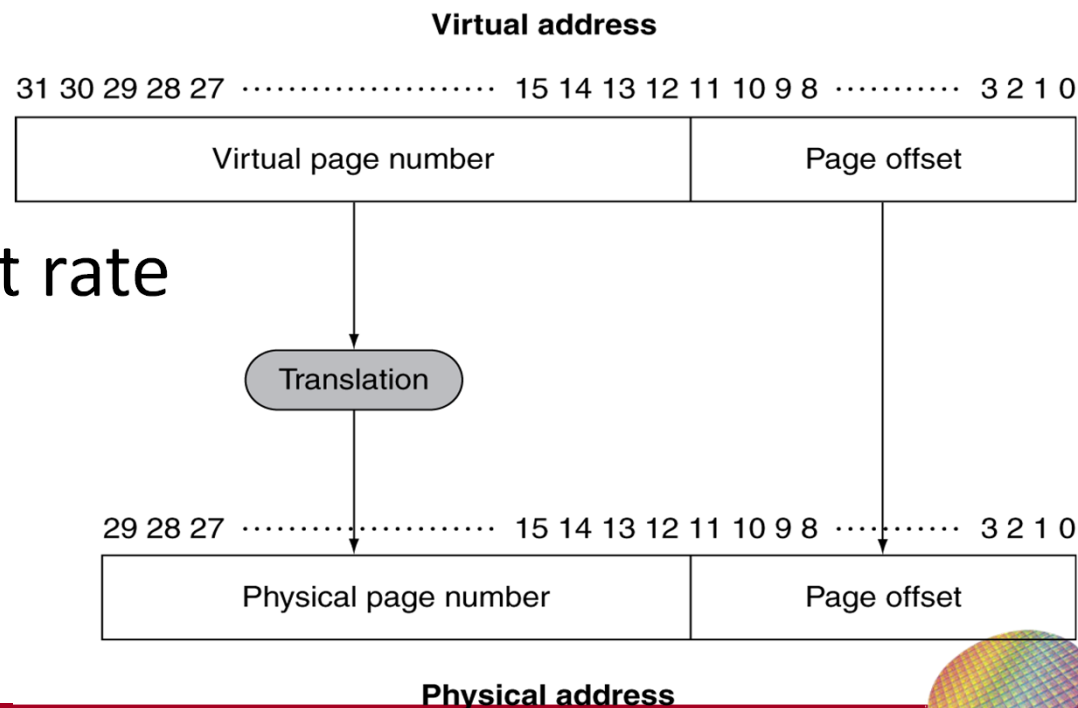 Virtual address
31 30 29 28 27 ······················ 15 14 13 12 11 10 9 8 ··········· 3 2 1 0
Virtual page number Page offset
t rate
Translation
29 28 27 ······················ 15 14 13 12 11 10 9 8 ··········· 3 2 1 0
Physical page number Page offset
Physical address